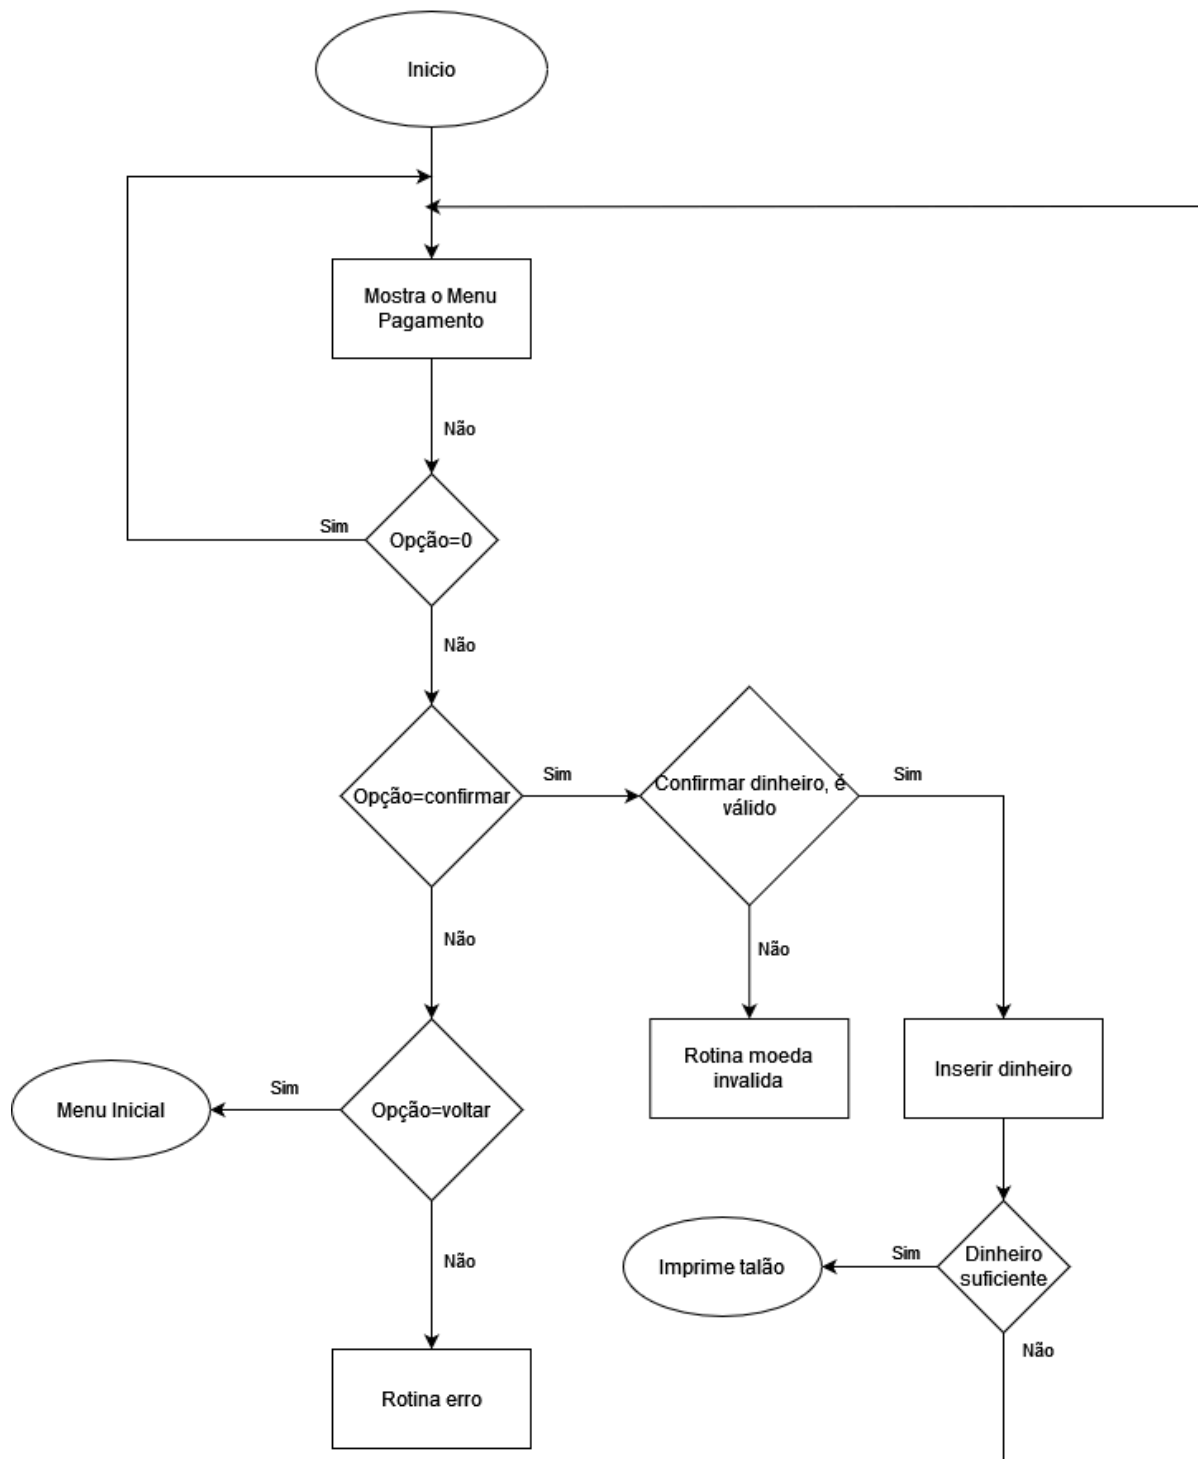 Inicio
Mostra o Menu
Pagamento
Não
Sim
Opção=0
Não
Opção=confirmar
Sim
Confirmar dinheiro, é
válido
Sim
Não
Não
Rotina moeda
invalida
Inserir dinheiro
Menu Inicial
Sim
Opção=voltar
Não
Imprime talão
Sim
Dinheiro
suficiente
Não
Rotina erro